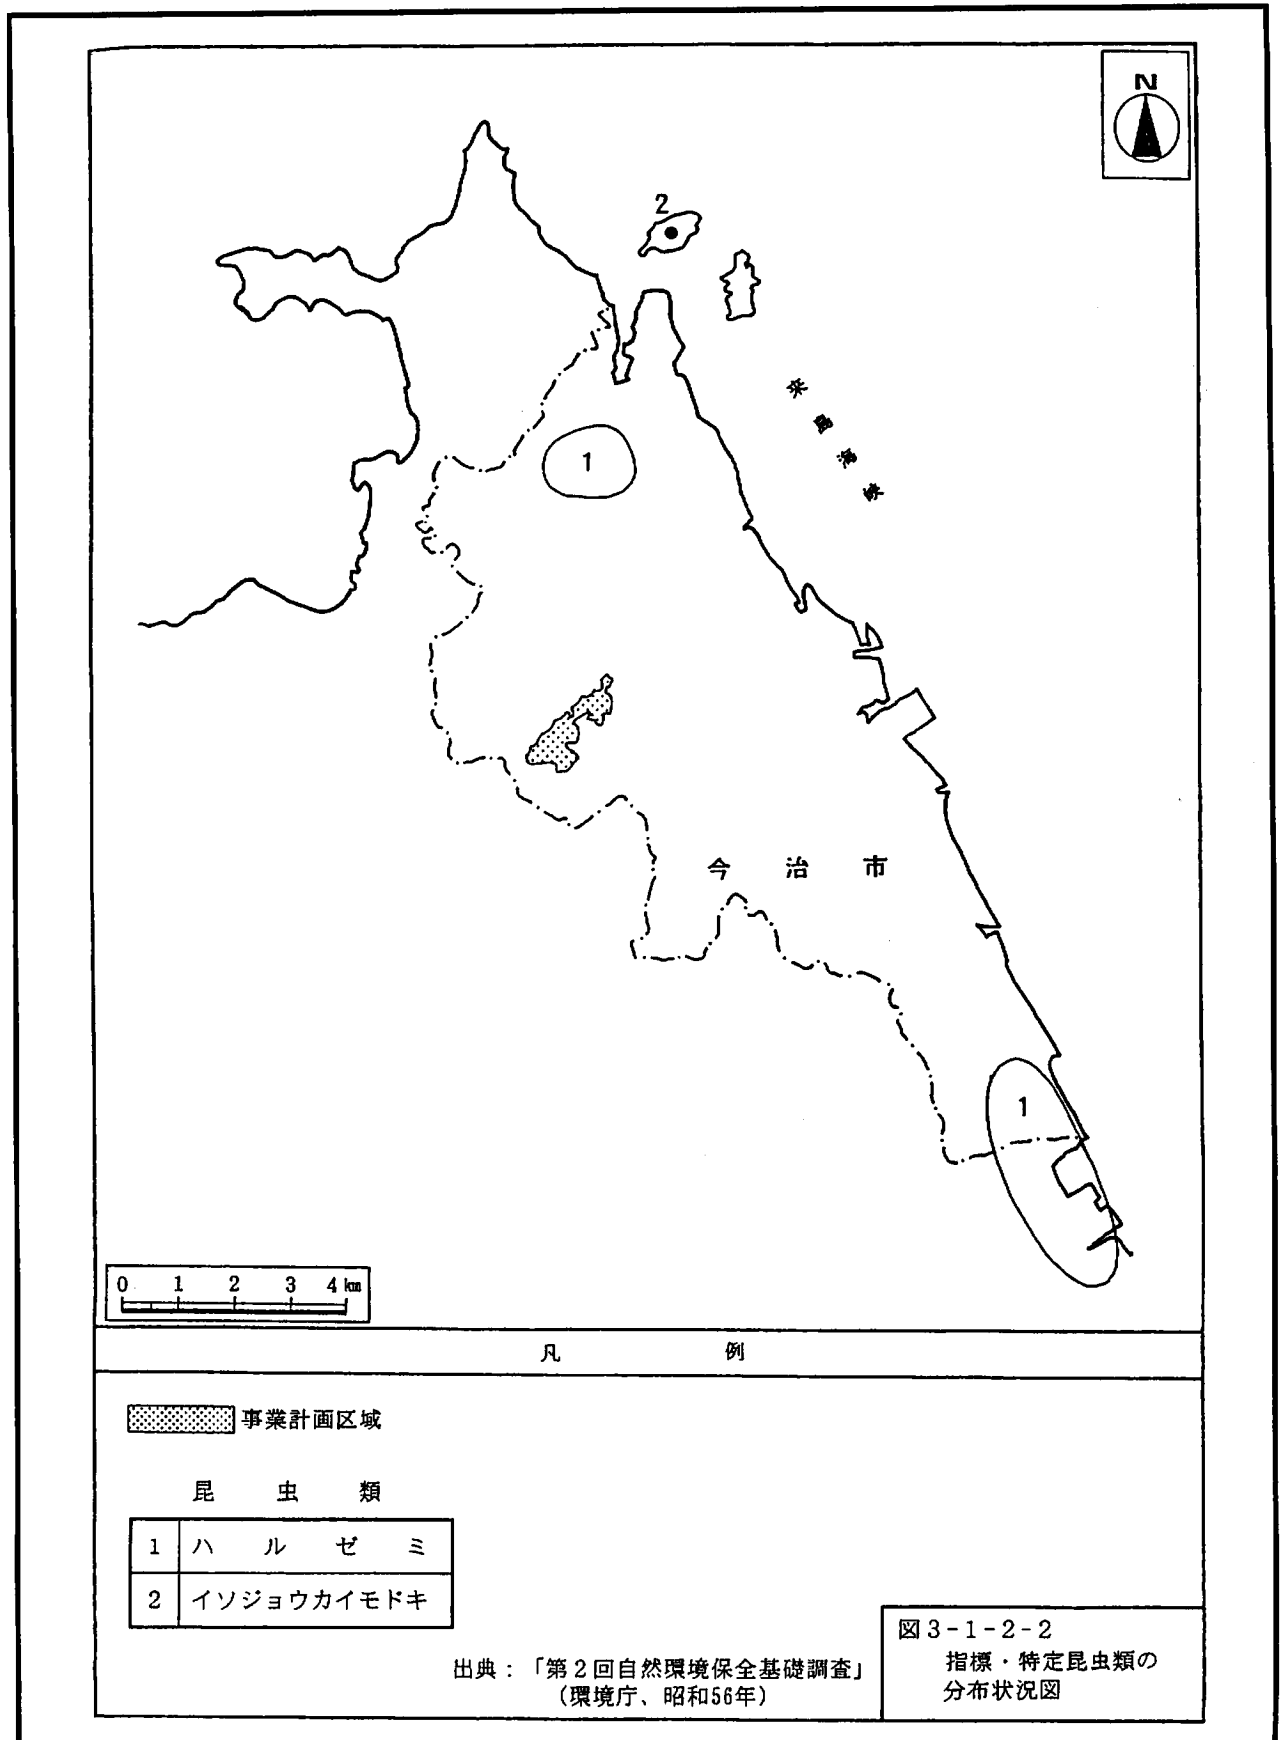 N
2
来島海峡
1
今治市
1
0 1 2 3 4km
凡例
事業計画区域
昆虫類
1 ハルゼミ
2 イソジョウカイモドキ
出典：「第2回自然環境保全基礎調査」
（環境庁、昭和56年）
図3-1-2-2
指標・特定昆虫類の
分布状況図